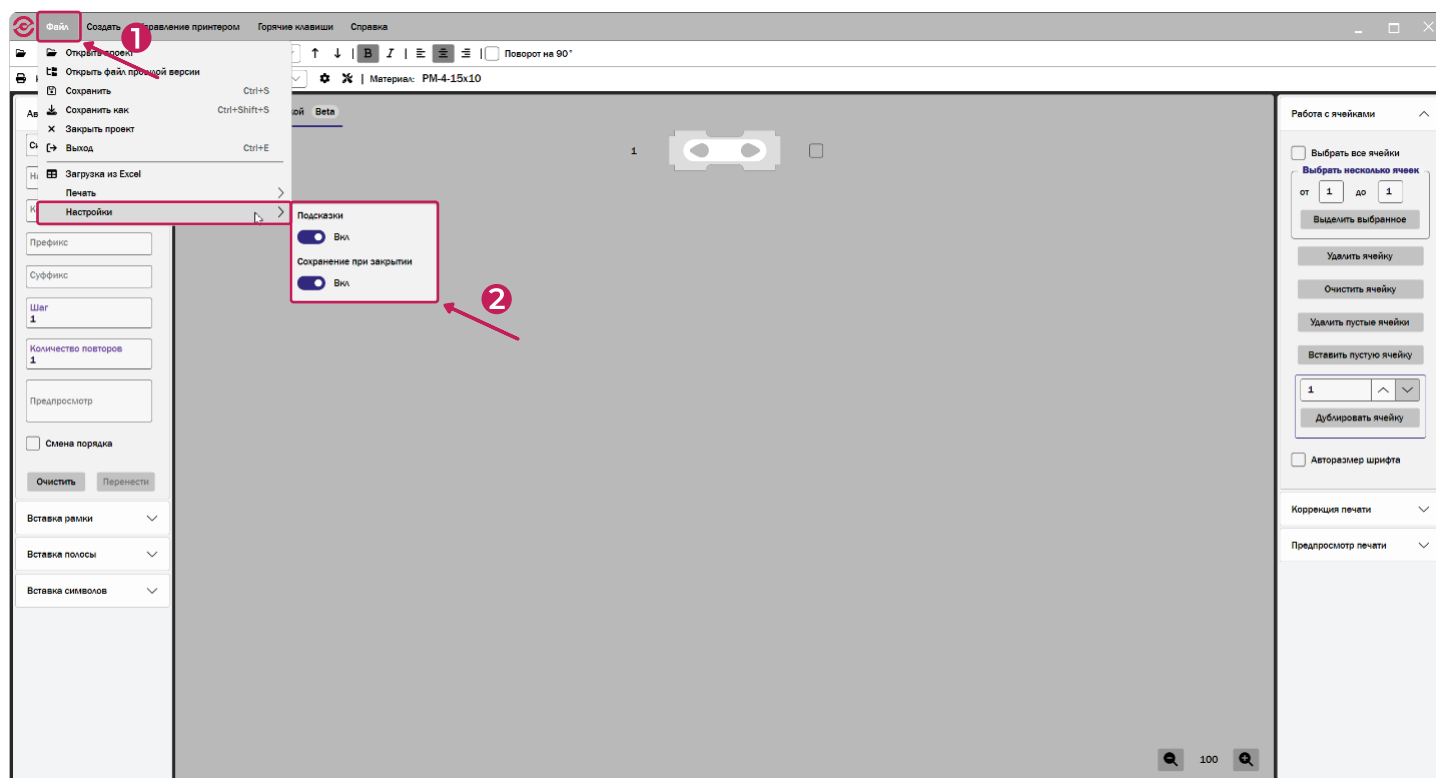 Файл Создать Управление принтером Горячие клавиши Справка
1
Открыть проект
B I Поворот на 90°
Открыть файл прошлой версии
Материал: PM-4-15x10
Сохранить Ctrl+S
Сохранить как Ctrl+Shift+S
Закрыть проект
Выход Ctrl+E
Загрузка из Excel
Печать
Настройки
Подсказки
Вкл
Сохранение при закрытии
Вкл
2
Префикс
Суффикс
Шаг
1
Количество повторов
1
Предпросмотр
Смена порядка
Очистить Перенести
Вставка рамки
Вставка полосы
Вставка символов
Beta
1
100
Работа с ячейками
Выбрать все ячейки
Выбрать несколько ячеек
от 1 до 1
Выделить выбранное
Удалить ячейку
Очистить ячейку
Удалить пустые ячейки
Вставить пустую ячейку
1
Дублировать ячейку
Авторазмер шрифта
Коррекция печати
Предпросмотр печати